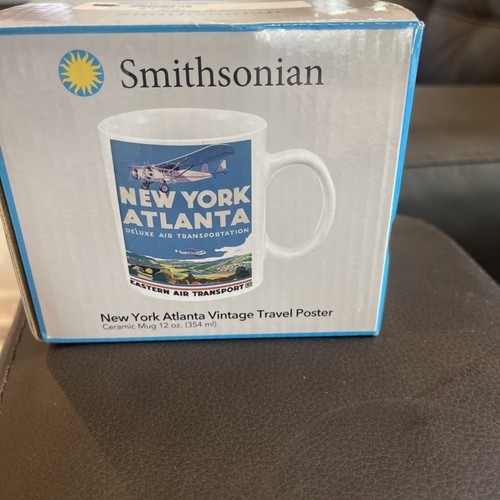 Smithsonian
NEW YORK
ATLANTA
DELUXE AIR TRANSPORTATION
EASTERN AIR TRANSPORT
New York Atlanta Vintage Travel Poster
Ceramic Mug 12 oz. (354 ml)